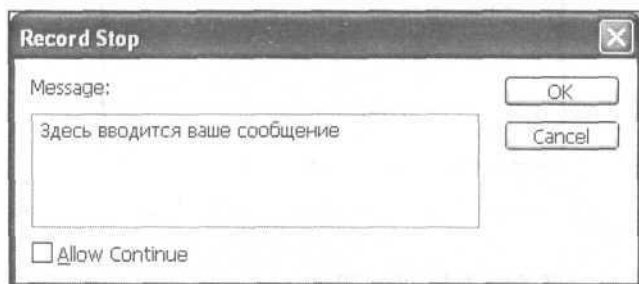 Record Stop
Message:
OK
Здесь вводится ваше сообщение
Cancel
Allow Continue